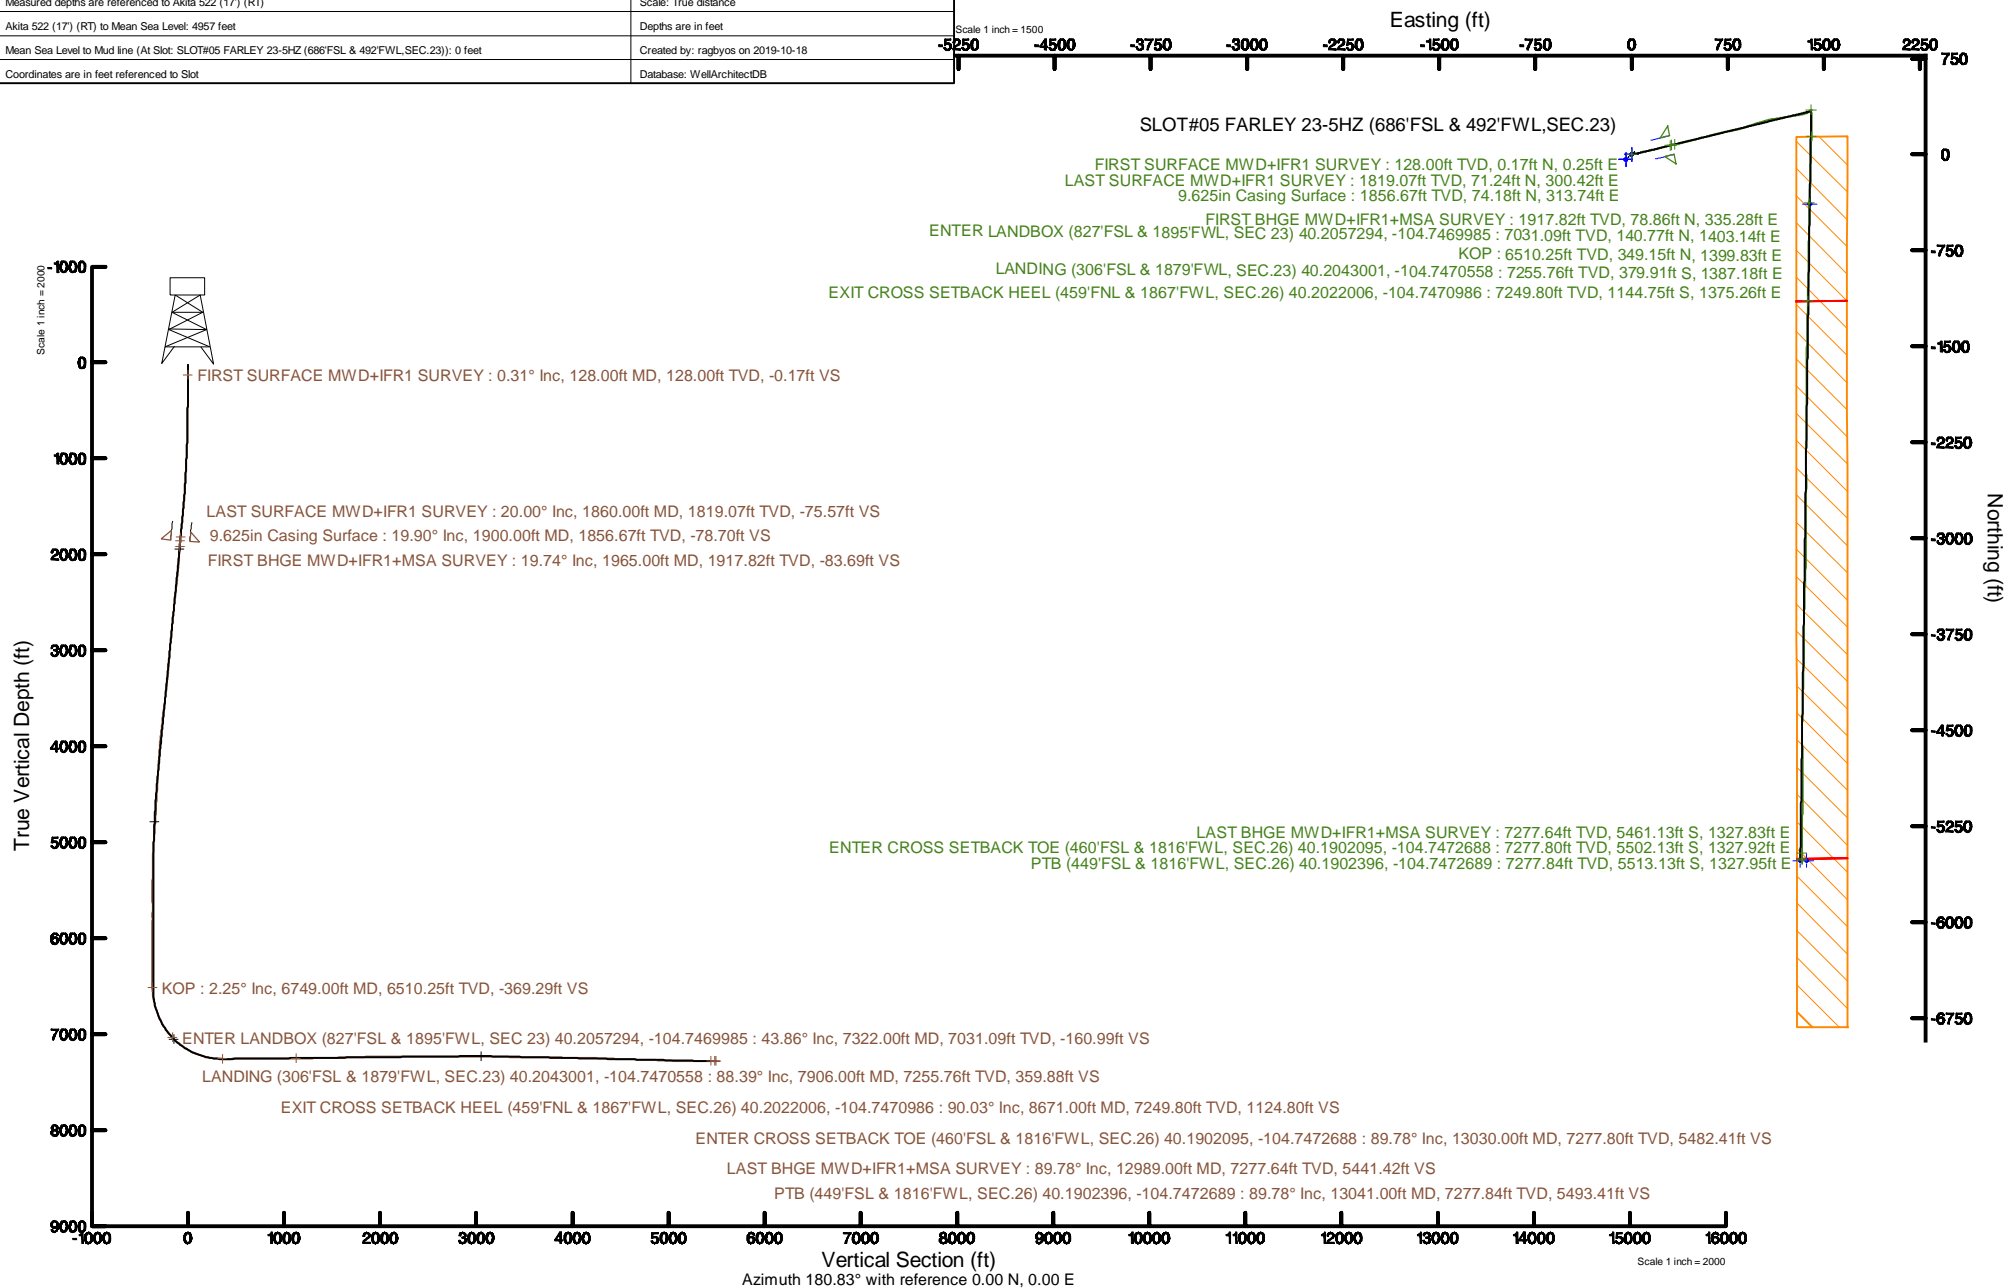 Measured depths are referenced to Akita 522 (17') (RT)
Scale: True distance
Akita 522 (17') (RT) to Mean Sea Level: 4957 feet
Depths are in feet
Mean Sea Level to Mud line (At Slot: SLOT#05 FARLEY 23-5HZ (686'FSL & 492'FWL,SEC.23)): 0 feet
Created by: ragbyos on 2019-10-18
Coordinates are in feet referenced to Slot
Database: WellArchitectDB
Scale 1 inch = 1500
Easting (ft)
-5250 -4500 -3750 -3000 -2250 -1500 -750 0 750 1500 2250
750
0
-750
-1500
-2250
-3000
-3750
-4500
-5250
-6000
-6750
Northing (ft)
SLOT#05 FARLEY 23-5HZ (686'FSL & 492'FWL,SEC.23)
FIRST SURFACE MWD+IFR1 SURVEY : 128.00ft TVD, 0.17ft N, 0.25ft E
LAST SURFACE MWD+IFR1 SURVEY : 1819.07ft TVD, 71.24ft N, 300.42ft E
9.625in Casing Surface : 1856.67ft TVD, 74.18ft N, 313.74ft E
FIRST BHGE MWD+IFR1+MSA SURVEY : 1917.82ft TVD, 78.86ft N, 335.28ft E
ENTER LANDBOX (827'FSL & 1895'FWL, SEC 23) 40.2057294, -104.7469985 : 7031.09ft TVD, 140.77ft N, 1403.14ft E
KOP : 6510.25ft TVD, 349.15ft N, 1399.83ft E
LANDING (306'FSL & 1879'FWL, SEC.23) 40.2043001, -104.7470558 : 7255.76ft TVD, 379.91ft S, 1387.18ft E
EXIT CROSS SETBACK HEEL (459'FNL & 1867'FWL, SEC.26) 40.2022006, -104.7470986 : 7249.80ft TVD, 1144.75ft S, 1375.26ft E
LAST BHGE MWD+IFR1+MSA SURVEY : 7277.64ft TVD, 5461.13ft S, 1327.83ft E
ENTER CROSS SETBACK TOE (460'FSL & 1816'FWL, SEC.26) 40.1902095, -104.7472688 : 7277.80ft TVD, 5502.13ft S, 1327.92ft E
PTB (449'FSL & 1816'FWL, SEC.26) 40.1902396, -104.7472689 : 7277.84ft TVD, 5513.13ft S, 1327.95ft E
Scale 1 inch = 2000
True Vertical Depth (ft)
-1000
0
1000
2000
3000
4000
5000
6000
7000
8000
9000
FIRST SURFACE MWD+IFR1 SURVEY : 0.31° Inc, 128.00ft MD, 128.00ft TVD, -0.17ft VS
LAST SURFACE MWD+IFR1 SURVEY : 20.00° Inc, 1860.00ft MD, 1819.07ft TVD, -75.57ft VS
9.625in Casing Surface : 19.90° Inc, 1900.00ft MD, 1856.67ft TVD, -78.70ft VS
FIRST BHGE MWD+IFR1+MSA SURVEY : 19.74° Inc, 1965.00ft MD, 1917.82ft TVD, -83.69ft VS
KOP : 2.25° Inc, 6749.00ft MD, 6510.25ft TVD, -369.29ft VS
ENTER LANDBOX (827'FSL & 1895'FWL, SEC 23) 40.2057294, -104.7469985 : 43.86° Inc, 7322.00ft MD, 7031.09ft TVD, -160.99ft VS
LANDING (306'FSL & 1879'FWL, SEC.23) 40.2043001, -104.7470558 : 88.39° Inc, 7906.00ft MD, 7255.76ft TVD, 359.88ft VS
EXIT CROSS SETBACK HEEL (459'FNL & 1867'FWL, SEC.26) 40.2022006, -104.7470986 : 90.03° Inc, 8671.00ft MD, 7249.80ft TVD, 1124.80ft VS
ENTER CROSS SETBACK TOE (460'FSL & 1816'FWL, SEC.26) 40.1902095, -104.7472688 : 89.78° Inc, 13030.00ft MD, 7277.80ft TVD, 5482.41ft VS
LAST BHGE MWD+IFR1+MSA SURVEY : 89.78° Inc, 12989.00ft MD, 7277.64ft TVD, 5441.42ft VS
PTB (449'FSL & 1816'FWL, SEC.26) 40.1902396, -104.7472689 : 89.78° Inc, 13041.00ft MD, 7277.84ft TVD, 5493.41ft VS
-1000 0 1000 2000 3000 4000 5000 6000 7000 8000 9000 10000 11000 12000 13000 14000 15000 16000
Vertical Section (ft)
Scale 1 inch = 2000
Azimuth 180.83° with reference 0.00 N, 0.00 E